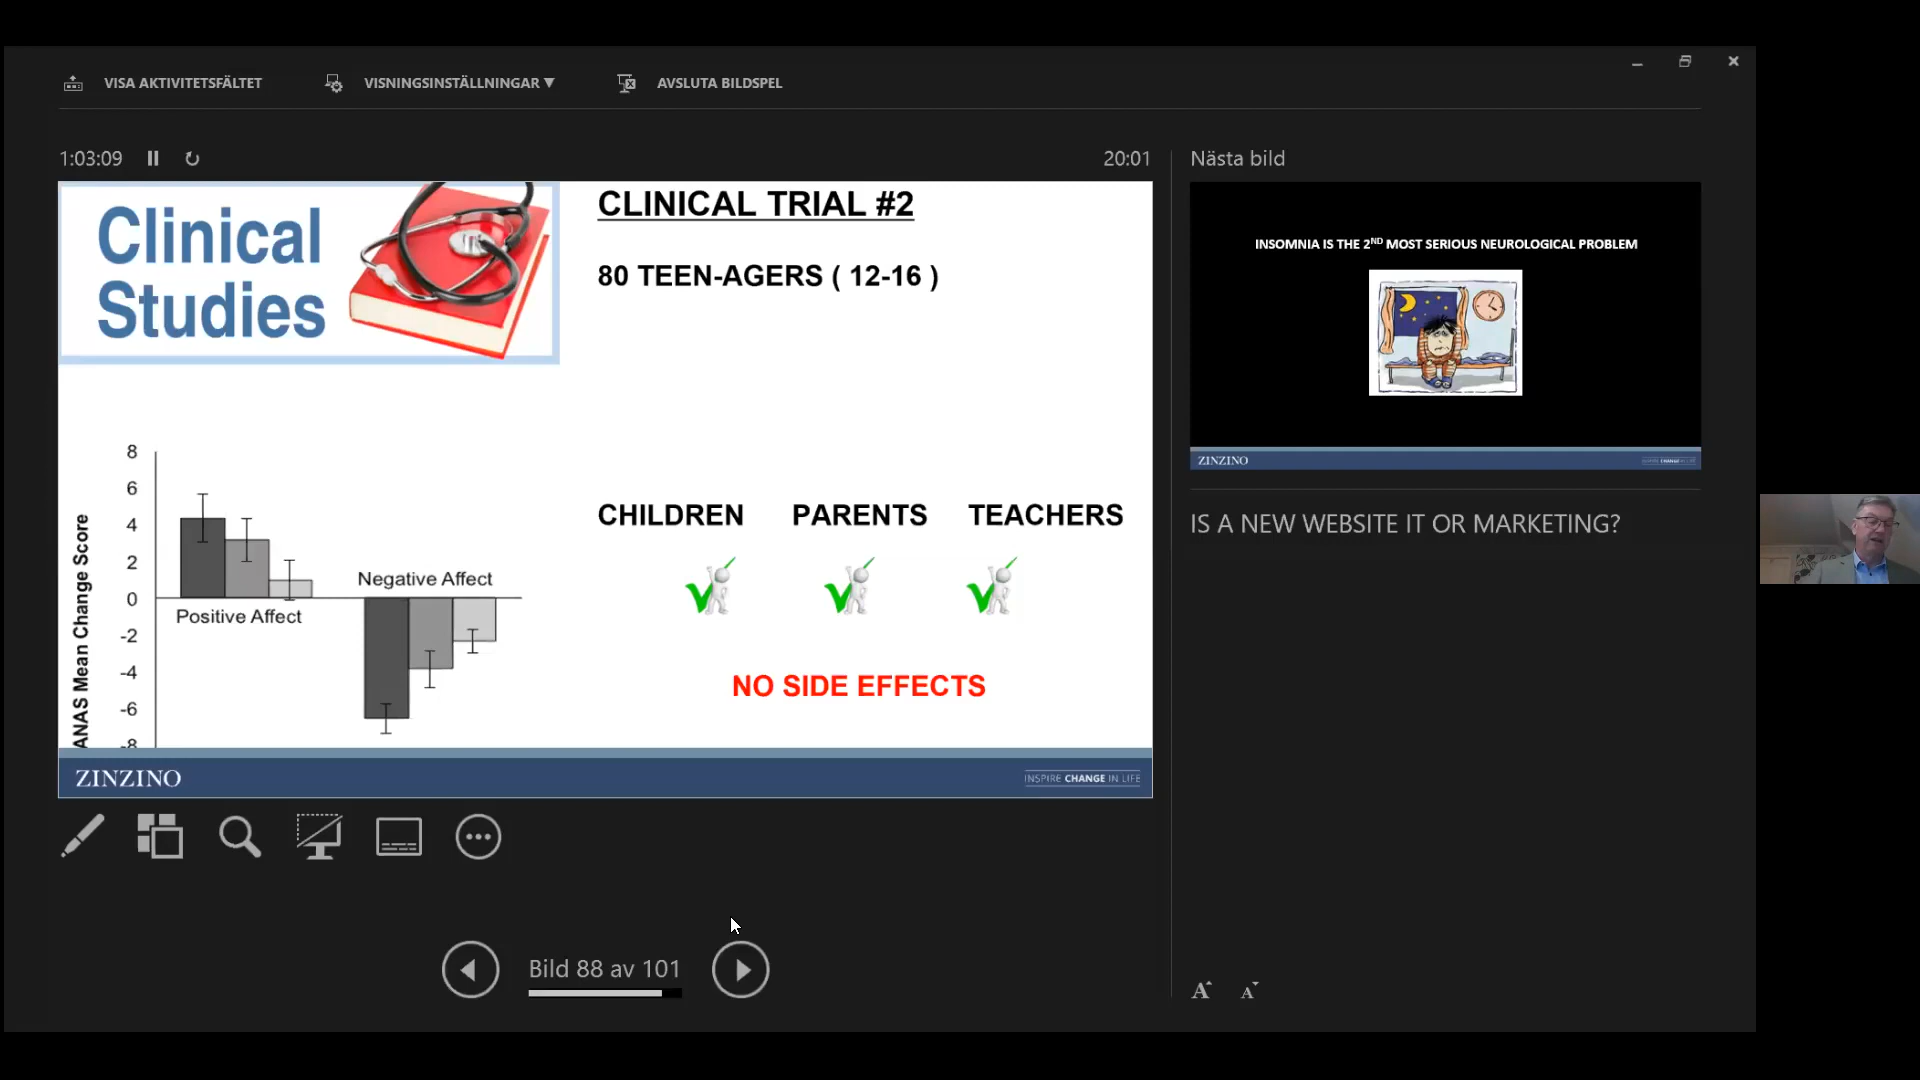 VISA AKTIVITETSFÄLTET
VISNINGSINSTÄLLNINGAR ▼
AVSLUTA BILDSPEL
1:03:09
20:01
Clinical
Studies
CLINICAL TRIAL #2
80 TEEN-AGERS ( 12-16 )
8
6
4
2
0
-2
-4
-6
-8
ANAS Mean Change Score
Positive Affect
Negative Affect
CHILDREN
PARENTS
TEACHERS
NO SIDE EFFECTS
ZINZINO
INSPIRE CHANGE IN LIFE
Bild 88 av 101
Nästa bild
INSOMNIA IS THE 2ND MOST SERIOUS NEUROLOGICAL PROBLEM
ZINZINO
IS A NEW WEBSITE IT OR MARKETING?
A
A